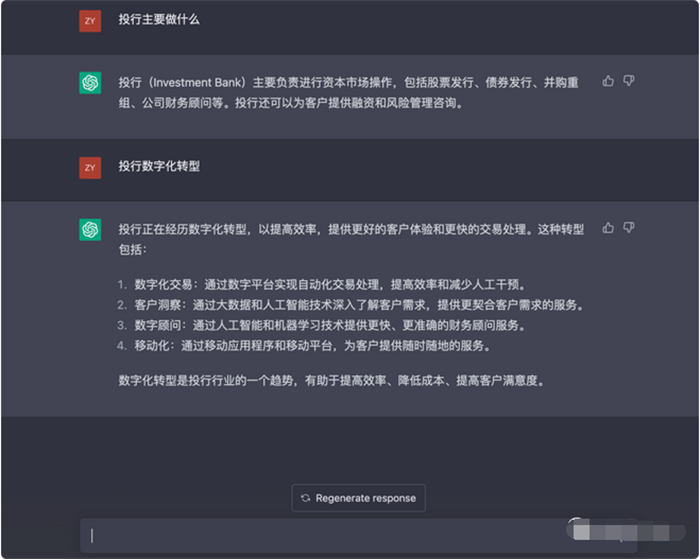 ZY
投行主要做什么
投行（Investment Bank）主要负责进行资本市场操作，包括股票发行、债券发行、并购重
组、公司财务顾问等。投行还可以为客户提供融资和风险管理咨询。
ZY
投行数字化转型
投行正在经历数字化转型，以提高效率，提供更好的客户体验和更快的交易处理。这种转型
包括：
1. 数字化交易：通过数字平台实现自动化交易处理，提高效率和减少人工干预。
2. 客户洞察：通过大数据和人工智能技术深入了解客户需求，提供更契合客户需求的服务。
3. 数字顾问：通过人工智能和机器学习技术提供更快、更准确的财务顾问服务。
4. 移动化：通过移动应用程序和移动平台，为客户提供随时随地的服务。
数字化转型是投行行业的一个趋势，有助于提高效率、降低成本、提高客户满意度。
Regenerate response